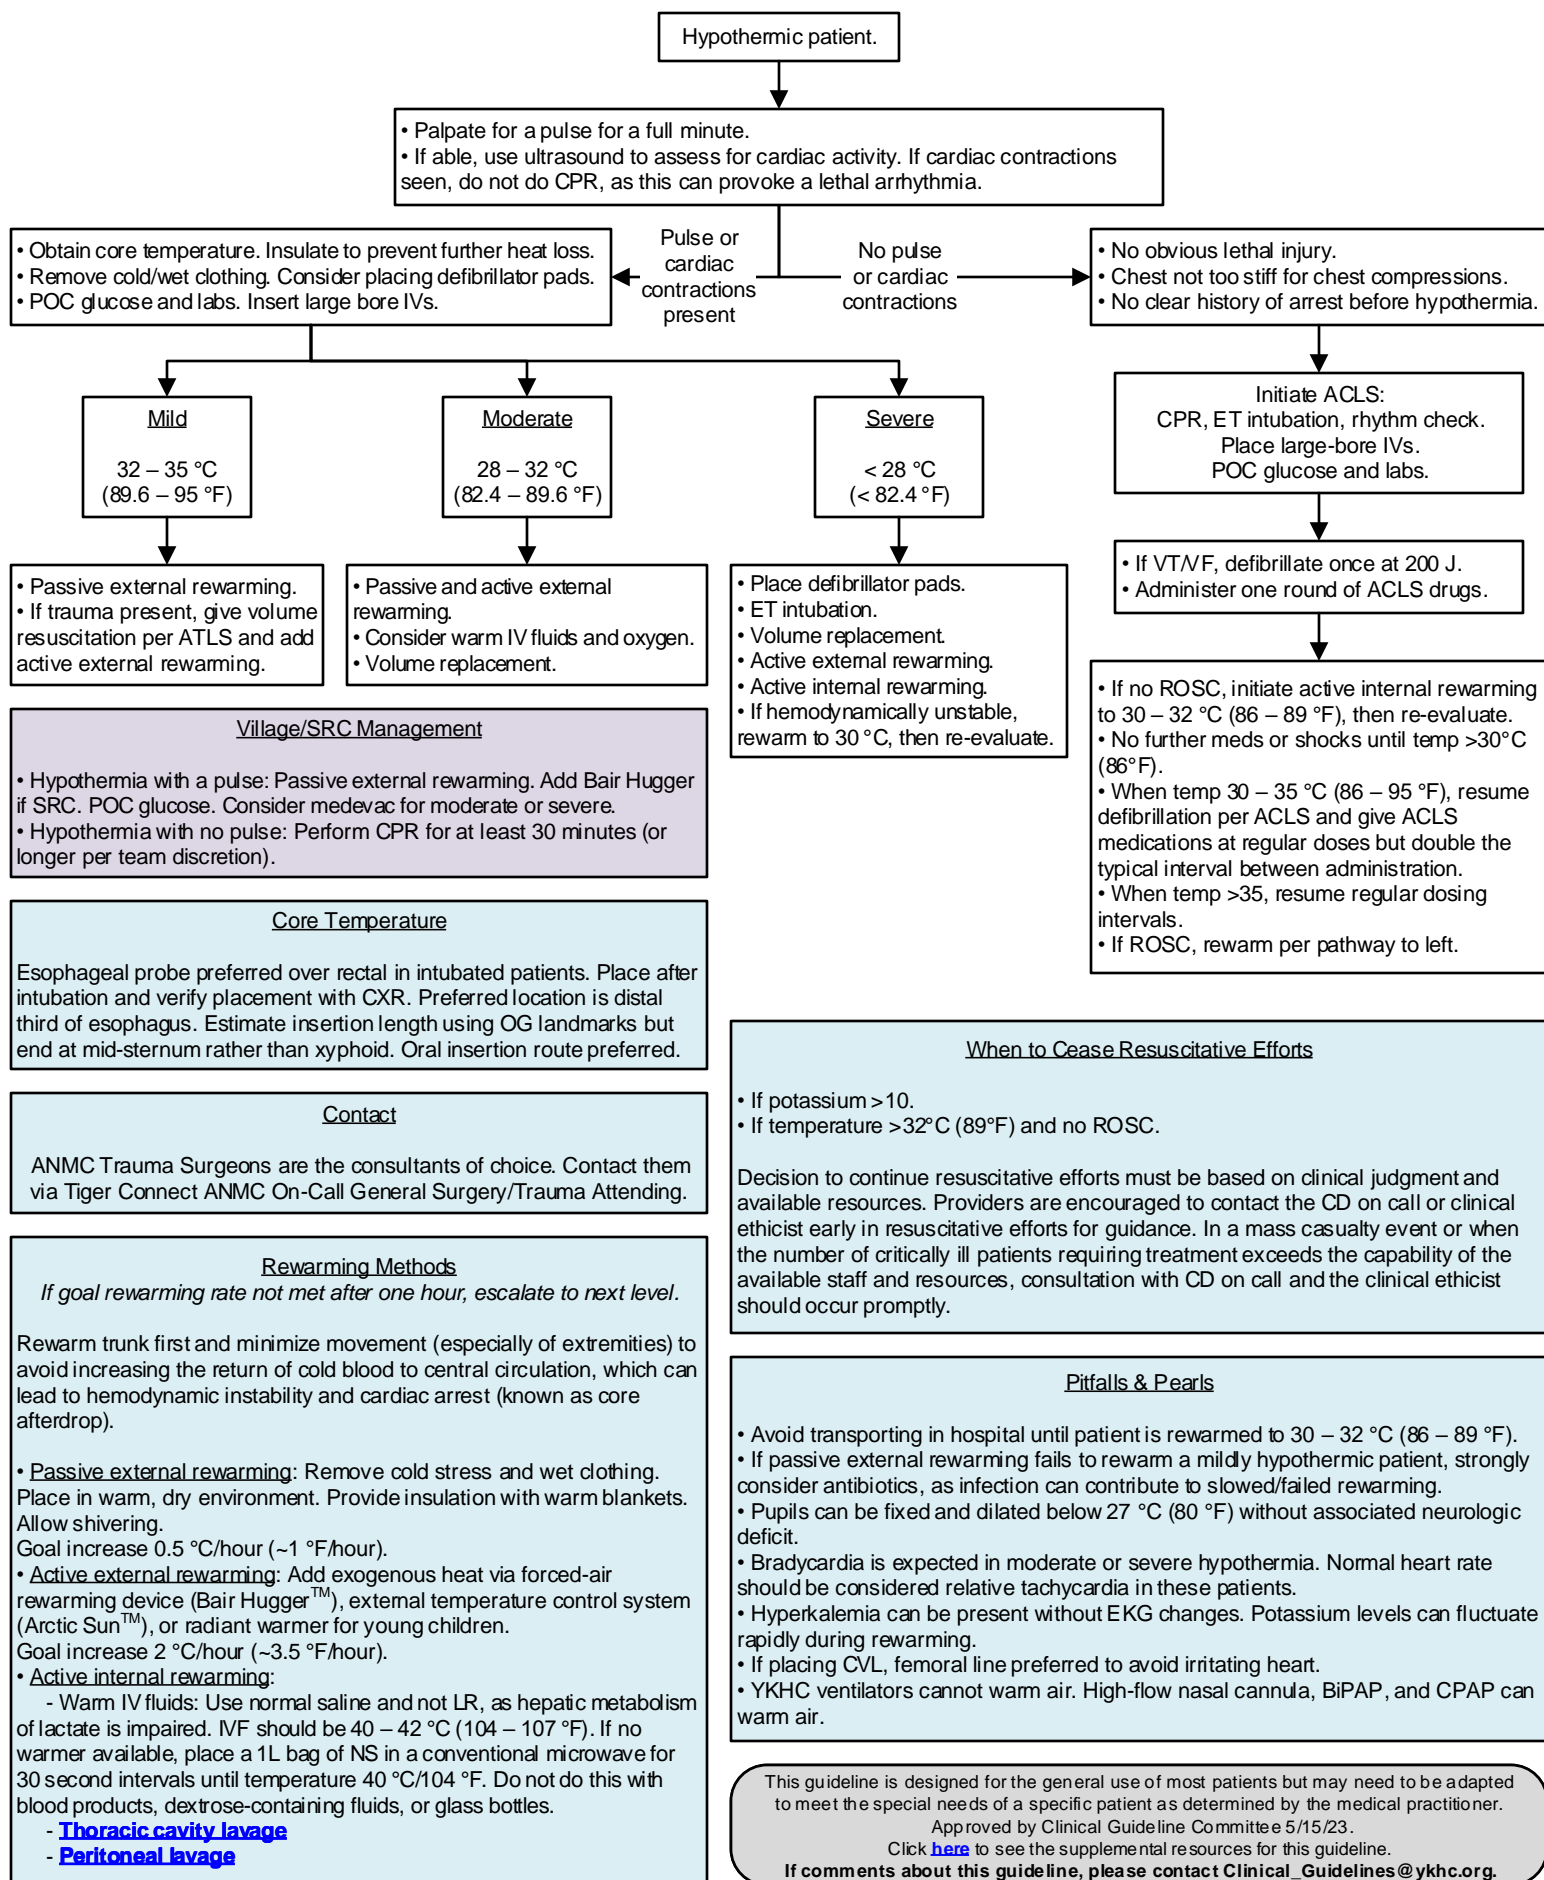 Hypothermic patient.
• Palpate for a pulse for a full minute.
• If able, use ultrasound to assess for cardiac activity. If cardiac contractions
seen, do not do CPR, as this can provoke a lethal arrhythmia.
Pulse or
cardiac
contractions
present
No pulse
or cardiac
contractions
• Obtain core temperature. Insulate to prevent further heat loss.
• Remove cold/wet clothing. Consider placing defibrillator pads.
• POC glucose and labs. Insert large bore IVs.
• No obvious lethal injury.
• Chest not too stiff for chest compressions.
• No clear history of arrest before hypothermia.
Mild
32 – 35 °C
(89.6 – 95 °F)
Moderate
28 – 32 °C
(82.4 – 89.6 °F)
Severe
< 28 °C
(< 82.4 °F)
Initiate ACLS:
CPR, ET intubation, rhythm check.
Place large-bore IVs.
POC glucose and labs.
• Passive external rewarming.
• If trauma present, give volume
resuscitation per ATLS and add
active external rewarming.
• Passive and active external
rewarming.
• Consider warm IV fluids and oxygen.
• Volume replacement.
• Place defibrillator pads.
• ET intubation.
• Volume replacement.
• Active external rewarming.
• Active internal rewarming.
• If hemodynamically unstable,
rewarm to 30 °C, then re-evaluate.
• If VT/VF, defibrillate once at 200 J.
• Administer one round of ACLS drugs.
• If no ROSC, initiate active internal rewarming
to 30 – 32 °C (86 – 89 °F), then re-evaluate.
• No further meds or shocks until temp >30°C
(86°F).
• When temp 30 – 35 °C (86 – 95 °F), resume
defibrillation per ACLS and give ACLS
medications at regular doses but double the
typical interval between administration.
• When temp >35, resume regular dosing
intervals.
• If ROSC, rewarm per pathway to left.
Village/SRC Management
• Hypothermia with a pulse: Passive external rewarming. Add Bair Hugger
if SRC. POC glucose. Consider medevac for moderate or severe.
• Hypothermia with no pulse: Perform CPR for at least 30 minutes (or
longer per team discretion).
Core Temperature
Esophageal probe preferred over rectal in intubated patients. Place after
intubation and verify placement with CXR. Preferred location is distal
third of esophagus. Estimate insertion length using OG landmarks but
end at mid-sternum rather than xyphoid. Oral insertion route preferred.
Contact
ANMC Trauma Surgeons are the consultants of choice. Contact them
via Tiger Connect ANMC On-Call General Surgery/Trauma Attending.
Rewarming Methods
If goal rewarming rate not met after one hour, escalate to next level.
Rewarm trunk first and minimize movement (especially of extremities) to
avoid increasing the return of cold blood to central circulation, which can
lead to hemodynamic instability and cardiac arrest (known as core
afterdrop).
• Passive external rewarming: Remove cold stress and wet clothing.
Place in warm, dry environment. Provide insulation with warm blankets.
Allow shivering.
Goal increase 0.5 °C/hour (~1 °F/hour).
• Active external rewarming: Add exogenous heat via forced-air
rewarming device (Bair Hugger™), external temperature control system
(Arctic Sun™), or radiant warmer for young children.
Goal increase 2 °C/hour (~3.5 °F/hour).
• Active internal rewarming:
- Warm IV fluids: Use normal saline and not LR, as hepatic metabolism
of lactate is impaired. IVF should be 40 – 42 °C (104 – 107 °F). If no
warmer available, place a 1L bag of NS in a conventional microwave for
30 second intervals until temperature 40 °C/104 °F. Do not do this with
blood products, dextrose-containing fluids, or glass bottles.
- Thoracic cavity lavage
- Peritoneal lavage
When to Cease Resuscitative Efforts
• If potassium >10.
• If temperature >32°C (89°F) and no ROSC.
Decision to continue resuscitative efforts must be based on clinical judgment and
available resources. Providers are encouraged to contact the CD on call or clinical
ethicist early in resuscitative efforts for guidance. In a mass casualty event or when
the number of critically ill patients requiring treatment exceeds the capability of the
available staff and resources, consultation with CD on call and the clinical ethicist
should occur promptly.
Pitfalls & Pearls
• Avoid transporting in hospital until patient is rewarmed to 30 – 32 °C (86 – 89 °F).
• If passive external rewarming fails to rewarm a mildly hypothermic patient, strongly
consider antibiotics, as infection can contribute to slowed/failed rewarming.
• Pupils can be fixed and dilated below 27 °C (80 °F) without associated neurologic
deficit.
• Bradycardia is expected in moderate or severe hypothermia. Normal heart rate
should be considered relative tachycardia in these patients.
• Hyperkalemia can be present without EKG changes. Potassium levels can fluctuate
rapidly during rewarming.
• If placing CVL, femoral line preferred to avoid irritating heart.
• YKHC ventilators cannot warm air. High-flow nasal cannula, BiPAP, and CPAP can
warm air.
This guideline is designed for the general use of most patients but may need to be adapted
to meet the special needs of a specific patient as determined by the medical practitioner.
Approved by Clinical Guideline Committee 5/15/23.
Click here to see the supplemental resources for this guideline.
If comments about this guideline, please contact Clinical_Guidelines@ykhc.org.